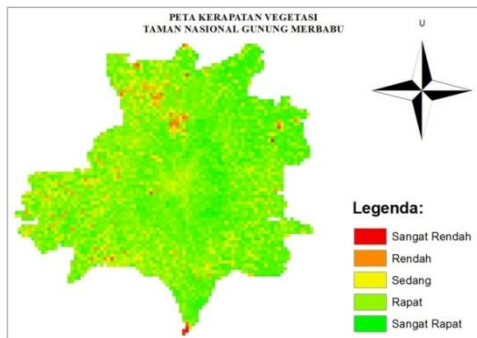 PETA KERAPATAN VEGETASI
TAMAN NASIONAL GUNUNG MERBABU
U
Legenda:
Sangat Rendah
Rendah
Sedang
Rapat
Sangat Rapat